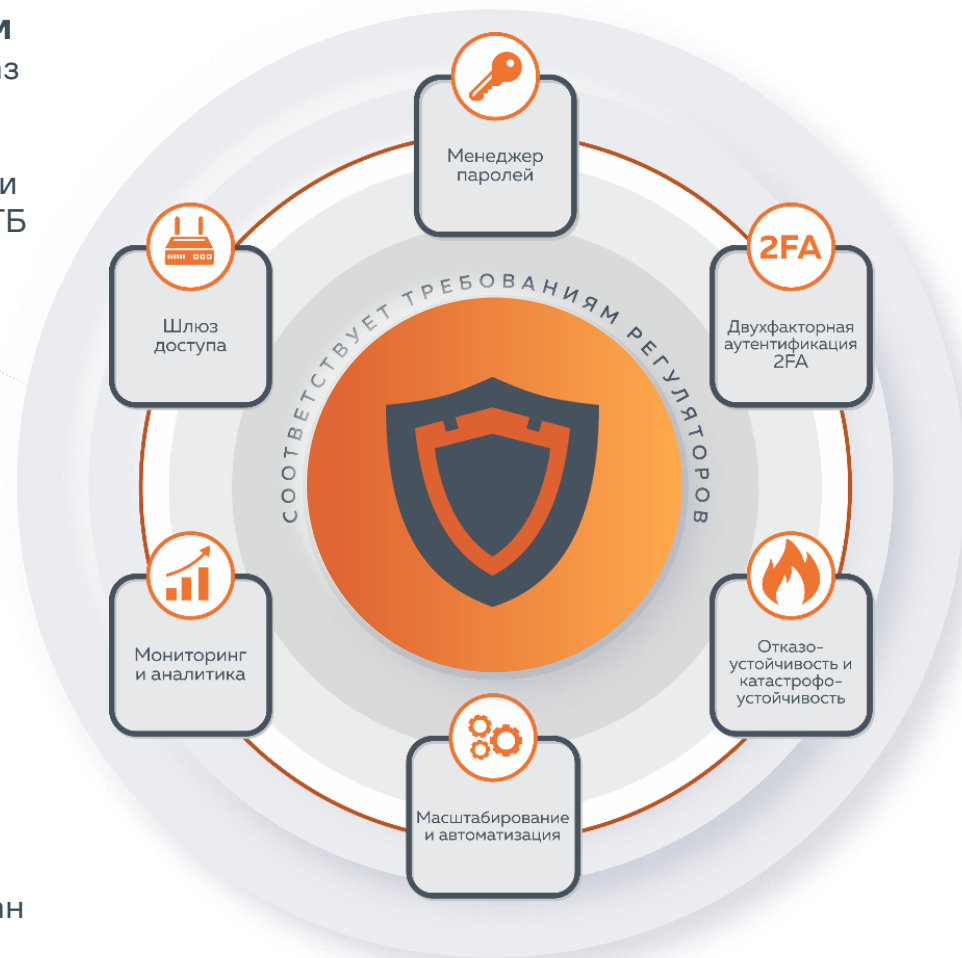 Менеджер
паролей
2FA
Двухфакторная
аутентификация
2FA
Шлюз
доступа
СООТВЕТСТВУЕТ ТРЕБОВАНИЯМ РЕГУЛЯТОРОВ
Мониторинг
и аналитика
Отказо-
устойчивость и
катастрофо-
устойчивость
Масштабирование
и автоматизация